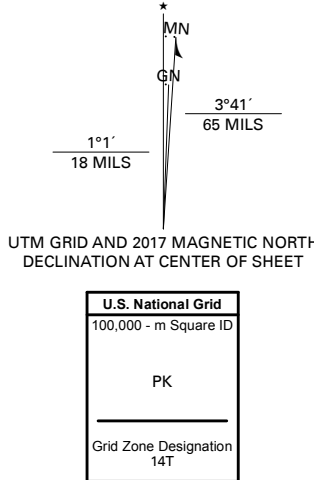 MN
GN
3°41´
65 MILS
1°1´
18 MILS
UTM GRID AND 2017 MAGNETIC NORTH
DECLINATION AT CENTER OF SHEET
U.S. National Grid
100,000 - m Square ID
PK
Grid Zone Designation
14T